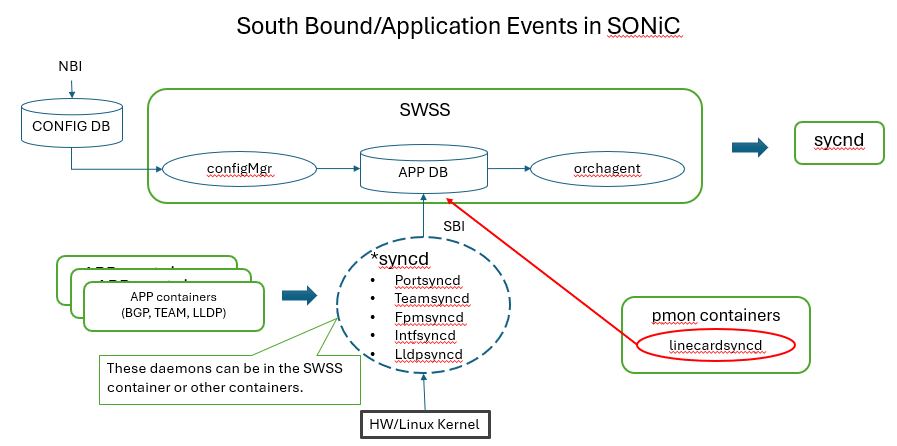 South Bound/Application Events in SONiC
NBI
CONFIG DB
SWSS
configMgr
APP DB
orchagent
sycnd
SBI
*syncd
• Portsyncd
• Teamsyncd
• Fpmsyncd
• Intfsyncd
• Lldpsyncd
APP containers
(BGP, TEAM, LLDP)
pmon containers
linecardsyncd
These daemons can be in the SWSS
container or other containers.
HW/Linux Kernel